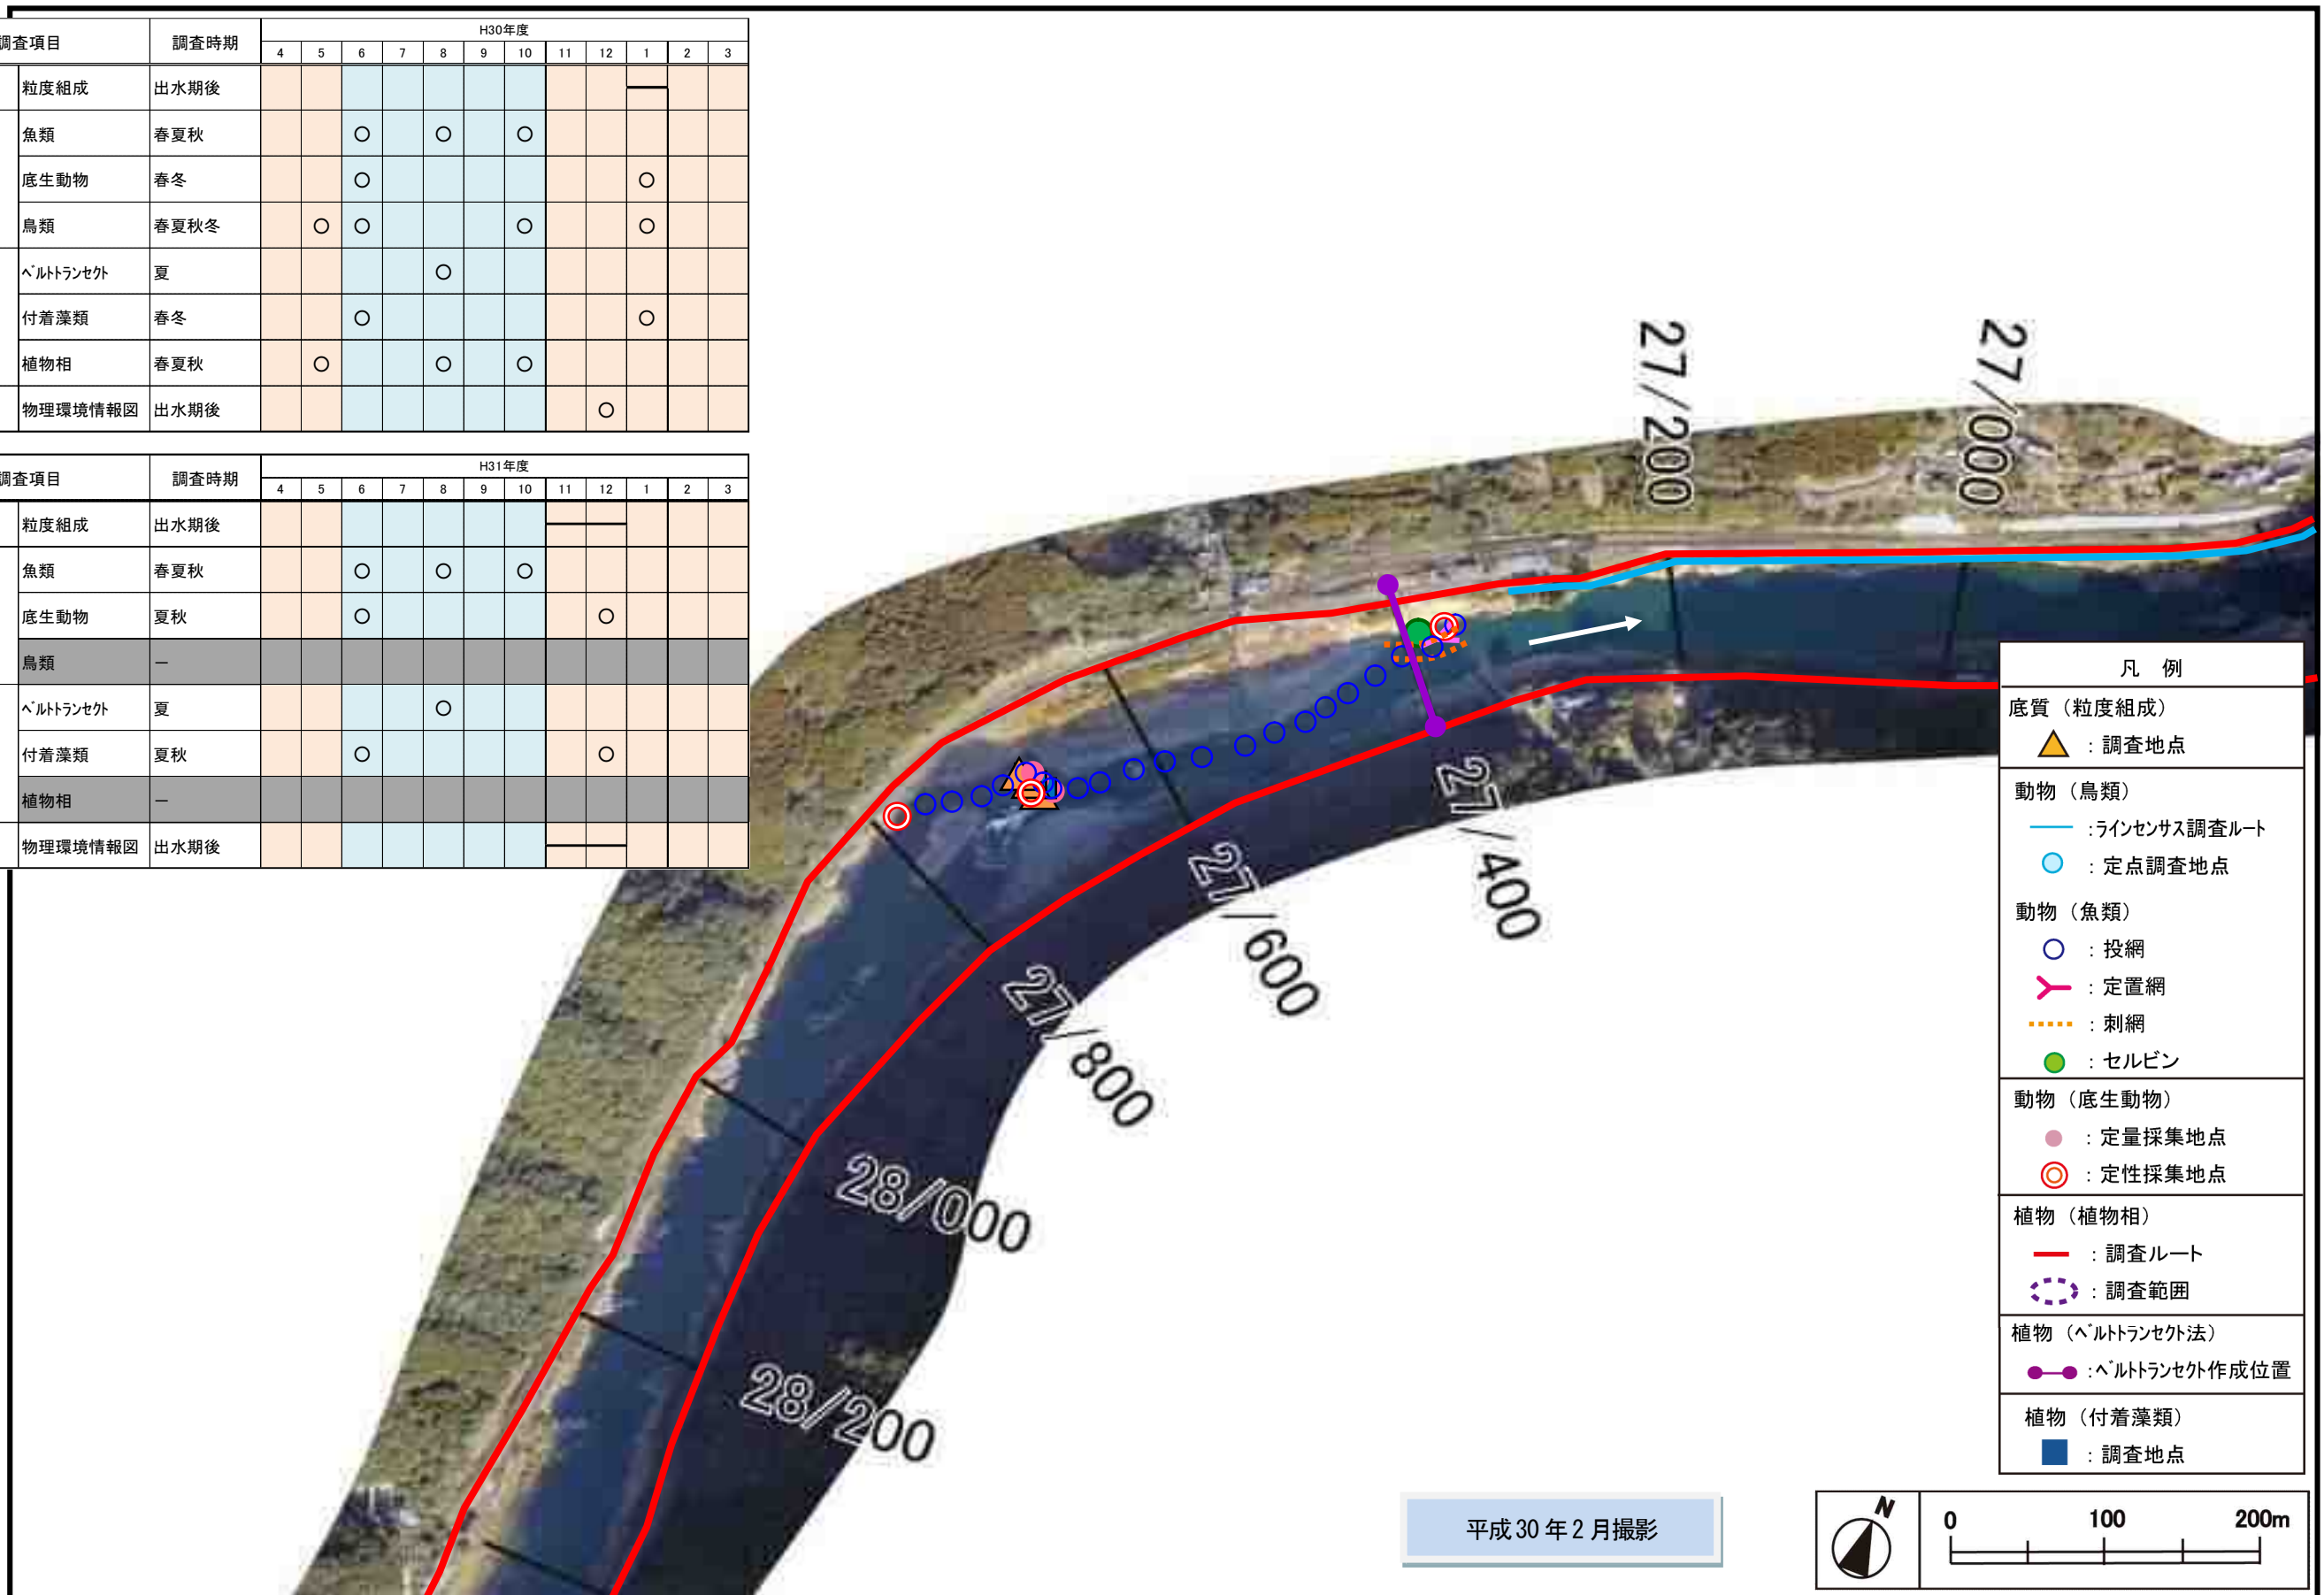 調査項目 調査時期 H30年度
4 5 6 7 8 9 10 11 12 1 2 3
粒度組成 出水期後
魚類 春夏秋 ○ ○ ○
底生動物 春冬 ○ ○
鳥類 春夏秋冬 ○ ○ ○ ○
ベルトトランセクト 夏 ○
付着藻類 春冬 ○ ○
植物相 春夏秋 ○ ○ ○
物理環境情報図 出水期後 ○
調査項目 調査時期 H31年度
4 5 6 7 8 9 10 11 12 1 2 3
粒度組成 出水期後
魚類 春夏秋 ○ ○ ○
底生動物 夏秋 ○ ○
鳥類 －
ベルトトランセクト 夏 ○
付着藻類 夏秋 ○ ○
植物相 －
物理環境情報図 出水期後
27/000
27/200
27/400
27/600
27/800
28/000
28/200
凡 例
底質（粒度組成）
：調査地点
動物（鳥類）
：ラインセンサス調査ルート
：定点調査地点
動物（魚類）
：投網
：定置網
：刺網
：セルビン
動物（底生動物）
：定量採集地点
：定性採集地点
植物（植物相）
：調査ルート
：調査範囲
植物（ベルトトランセクト法）
：ベルトトランセクト作成位置
植物（付着藻類）
：調査地点
平成30年2月撮影
N
0 100 200m